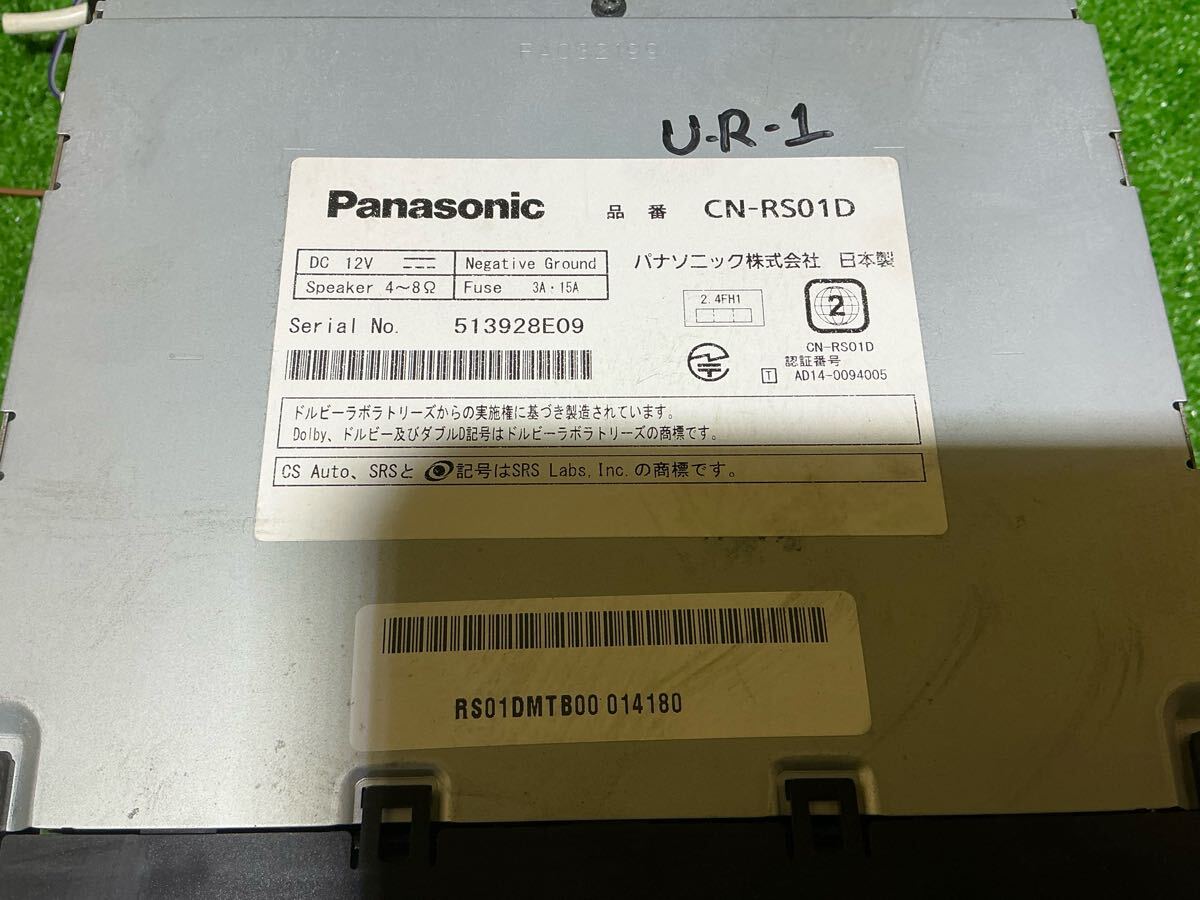 FA082199
U-R-1
Panasonic 品番 CN-RS01D
DC 12V Negative Ground
パナソニック株式会社 日本製
Speaker 4〜8Ω Fuse 3A・15A
2.4FH1
2
Serial No. 513928E09
CN-RS01D
認証番号
T AD14-0094005
ドルビーラボラトリーズからの実施権に基づき製造されています。
Dolby、ドルビー及びダブルD記号はドルビーラボラトリーズの商標です。
CS Auto、SRSと 記号はSRS Labs, Inc.の商標です。
RS01DMTB00 014180